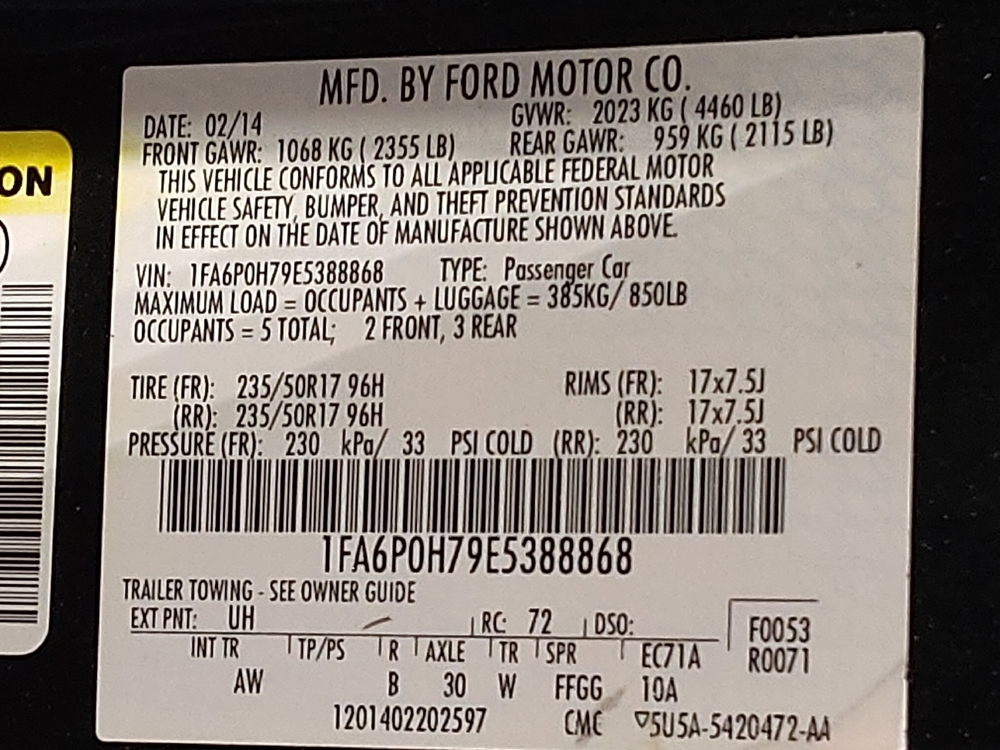 ON
MFD. BY FORD MOTOR CO.
DATE: 02/14 GVWR: 2023 KG ( 4460 LB)
FRONT GAWR: 1068 KG ( 2355 LB) REAR GAWR: 959 KG ( 2115 LB)
THIS VEHICLE CONFORMS TO ALL APPLICABLE FEDERAL MOTOR
VEHICLE SAFETY, BUMPER, AND THEFT PREVENTION STANDARDS
IN EFFECT ON THE DATE OF MANUFACTURE SHOWN ABOVE.
VIN: 1FA6P0H79E5388868 TYPE: Passenger Car
MAXIMUM LOAD = OCCUPANTS + LUGGAGE = 385KG/ 850LB
OCCUPANTS = 5 TOTAL; 2 FRONT, 3 REAR
TIRE (FR): 235/50R17 96H RIMS (FR): 17x7.5J
(RR): 235/50R17 96H (RR): 17x7.5J
PRESSURE (FR): 230 kPa/ 33 PSI COLD (RR): 230 kPa/ 33 PSI COLD
1FA6P0H79E5388868
TRAILER TOWING - SEE OWNER GUIDE
EXT PNT: UH RC: 72 DSO: F0053
INT TR TP/PS R AXLE TR SPR EC71A R0071
AW B 30 W FFGG 10A
1201402202597 CMC ▽5U5A-5420472-AA